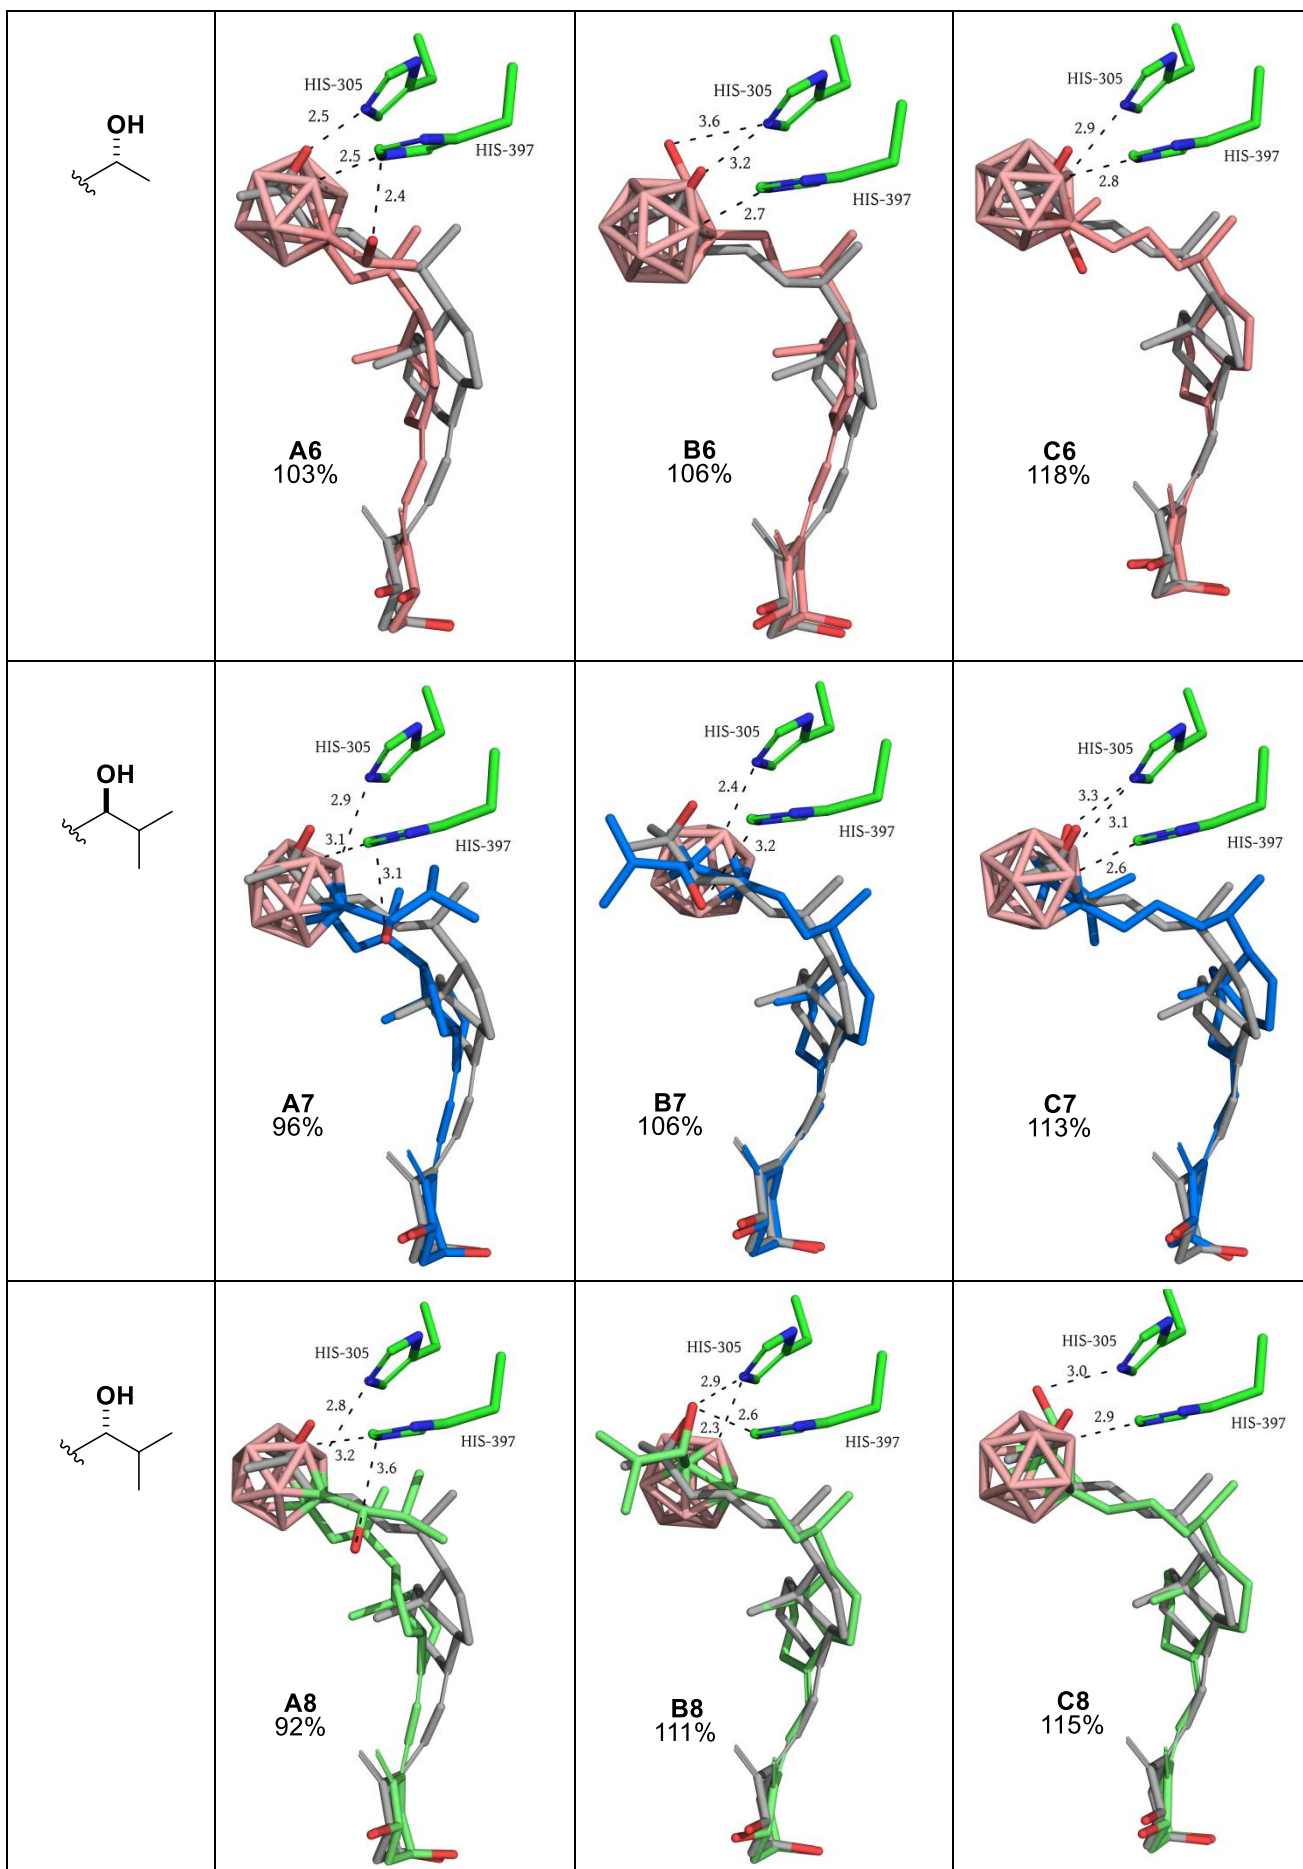 OH
HIS-305
2.5
2.5
HIS-397
2.4
A6
103%
HIS-305
3.6
3.2
HIS-397
2.7
B6
106%
HIS-305
2.9
HIS-397
2.8
C6
118%
OH
HIS-305
2.9
3.1
HIS-397
3.1
A7
96%
HIS-305
2.4
HIS-397
3.2
B7
106%
HIS-305
3.3
3.1
HIS-397
2.6
C7
113%
OH
HIS-305
2.8
HIS-397
3.2
3.6
A8
92%
HIS-305
2.9
2.6
2.3
HIS-397
B8
111%
HIS-305
3.0
2.9
HIS-397
C8
115%